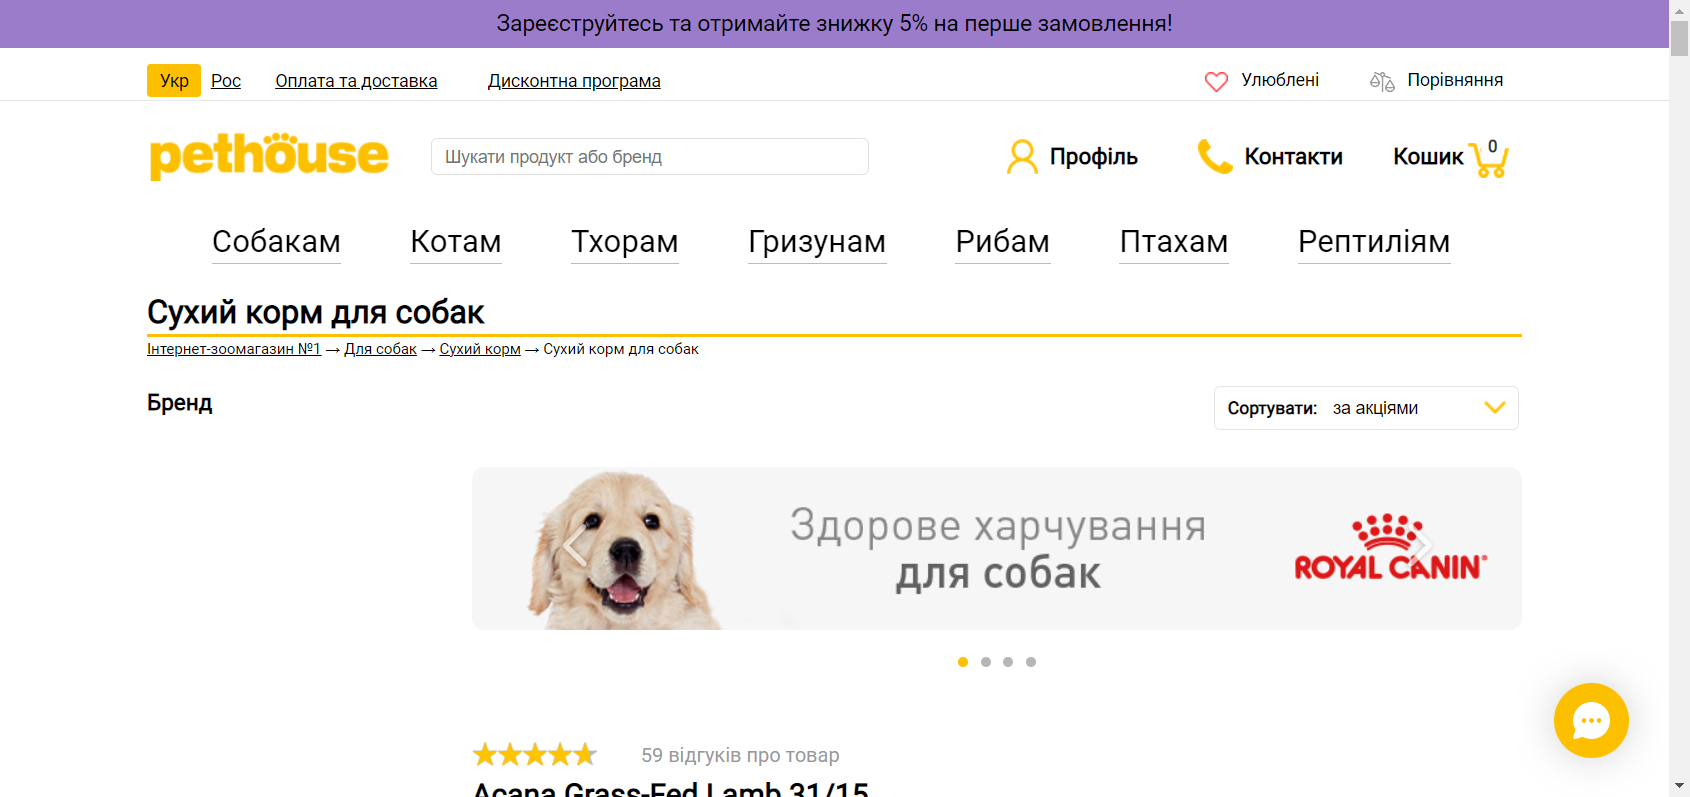 Зареєструйтесь та отримайте знижку 5% на перше замовлення!
Укр Рос Оплата та доставка Дисконтна програма Улюблені Порівняння
pethouse Шукати продукт або бренд Профіль Контакти Кошик 0
Собакам Котам Тхорам Гризунам Рибам Птахам Рептиліям
Сухий корм для собак
Інтернет-зоомагазин №1 → Для собак → Сухий корм → Сухий корм для собак
Бренд Сортувати: за акціями
Здорове харчування
для собак
ROYAL CANIN®
59 відгуків про товар
Acana Grass-Fed Lamb 31/15